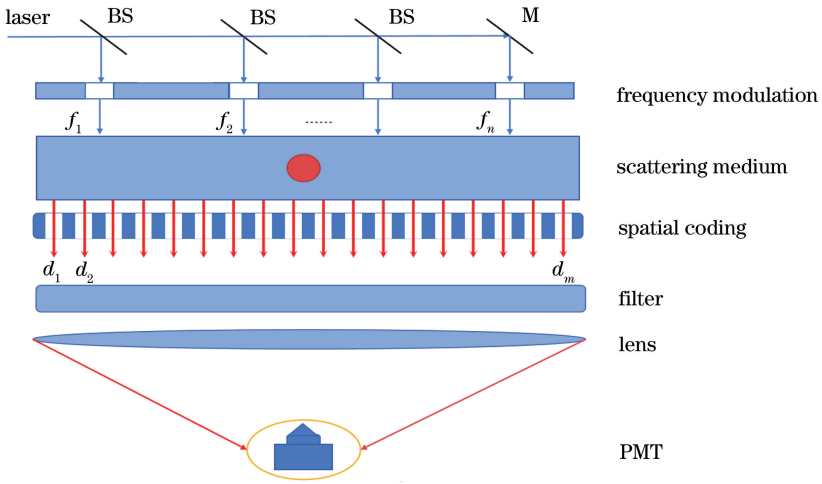 laser BS BS BS M
frequency modulation
f1 f2 ...... fn
scattering medium
spatial coding
d1 d2 dm
filter
lens
PMT